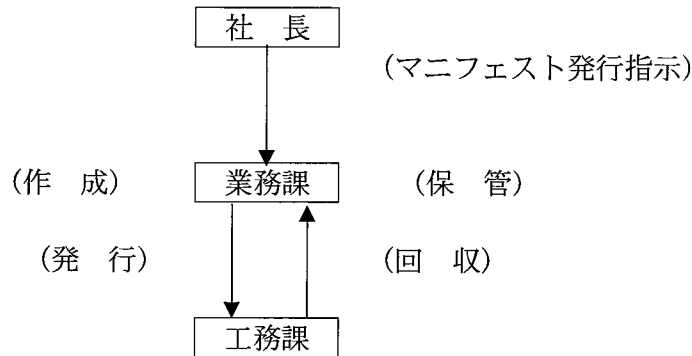 社　長
(マニフェスト発行指示)
(作　成)
業務課
(保　管)
(発　行)
(回　収)
工務課